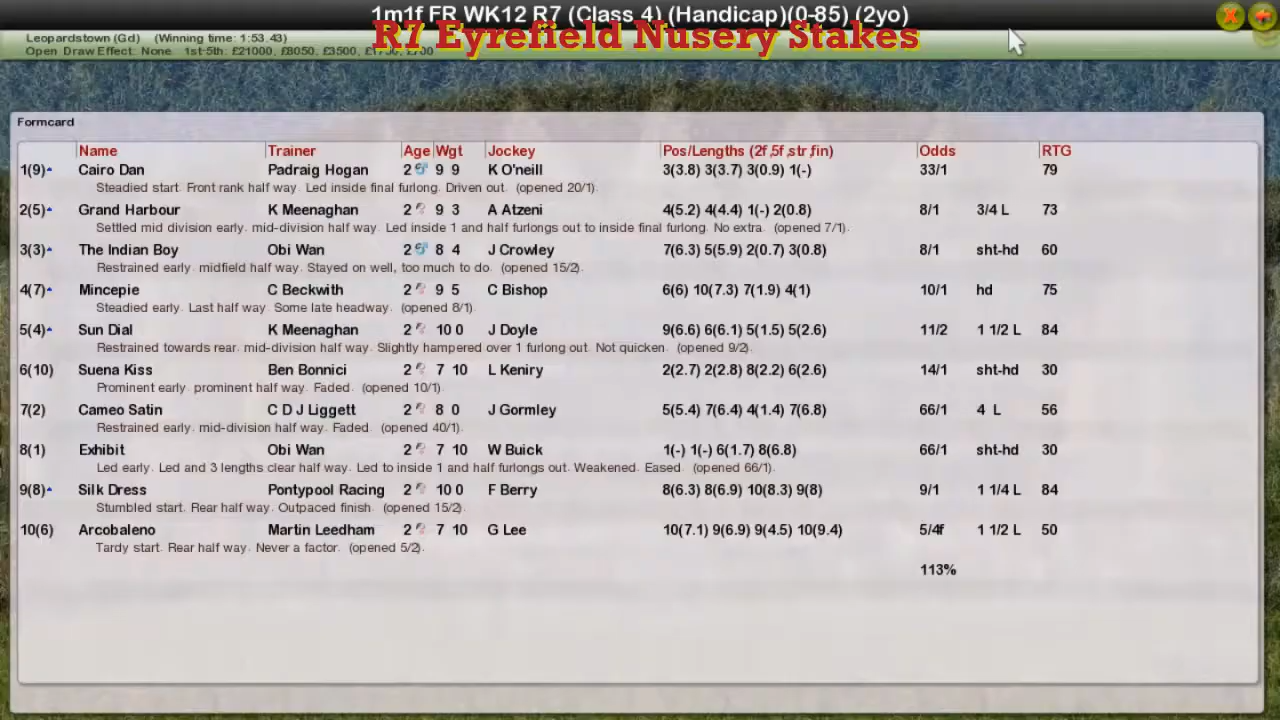 1m1f FR WK12 R7 (Class 4) (Handicap)(0-85) (2yo)
R7 Eyrefield Nusery Stakes
Leopardstown (Gd) (Winning time: 1:53.43)
Open Draw Effect: None. 1st-5th: £21000, £8050, £3500, £1750, £700
Formcard
Name Trainer Age Wgt Jockey Pos/Lengths (2f,5f,str,fin) Odds RTG
1(9) Cairo Dan Padraig Hogan 2 9 9 K O'neill 3(3.8) 3(3.7) 3(0.9) 1(-) 33/1 79
Steadied start. Front rank half way. Led inside final furlong. Driven out. (opened 20/1).
2(5) Grand Harbour K Meenaghan 2 9 3 A Atzeni 4(5.2) 4(4.4) 1(-) 2(0.8) 8/1 3/4 L 73
Settled mid division early. mid-division half way. Led inside 1 and half furlongs out to inside final furlong. No extra. (opened 7/1).
3(3) The Indian Boy Obi Wan 2 8 4 J Crowley 7(6.3) 5(5.9) 2(0.7) 3(0.8) 8/1 sht-hd 60
Restrained early. midfield half way. Stayed on well, too much to do. (opened 15/2).
4(7) Mincepie C Beckwith 2 9 5 C Bishop 6(6) 10(7.3) 7(1.9) 4(1) 10/1 hd 75
Steadied early. Last half way. Some late headway. (opened 8/1).
5(4) Sun Dial K Meenaghan 2 10 0 J Doyle 9(6.6) 6(6.1) 5(1.5) 5(2.6) 11/2 1 1/2 L 84
Restrained towards rear. mid-division half way. Slightly hampered over 1 furlong out. Not quicken. (opened 9/2).
6(10) Suena Kiss Ben Bonnici 2 7 10 L Keniry 2(2.7) 2(2.8) 8(2.2) 6(2.6) 14/1 sht-hd 30
Prominent early. prominent half way. Faded. (opened 10/1).
7(2) Cameo Satin C D J Liggett 2 8 0 J Gormley 5(5.4) 7(6.4) 4(1.4) 7(6.8) 66/1 4 L 56
Restrained early. mid-division half way. Faded. (opened 40/1).
8(1) Exhibit Obi Wan 2 7 10 W Buick 1(-) 1(-) 6(1.7) 8(6.8) 66/1 sht-hd 30
Led early. Led and 3 lengths clear half way. Led to inside 1 and half furlongs out. Weakened. Eased. (opened 66/1).
9(8) Silk Dress Pontypool Racing 2 10 0 F Berry 8(6.3) 8(6.9) 10(8.3) 9(8) 9/1 1 1/4 L 84
Stumbled start. Rear half way. Outpaced finish. (opened 15/2).
10(6) Arcobaleno Martin Leedham 2 7 10 G Lee 10(7.1) 9(6.9) 9(4.5) 10(9.4) 5/4f 1 1/2 L 50
Tardy start. Rear half way. Never a factor. (opened 5/2).
113%